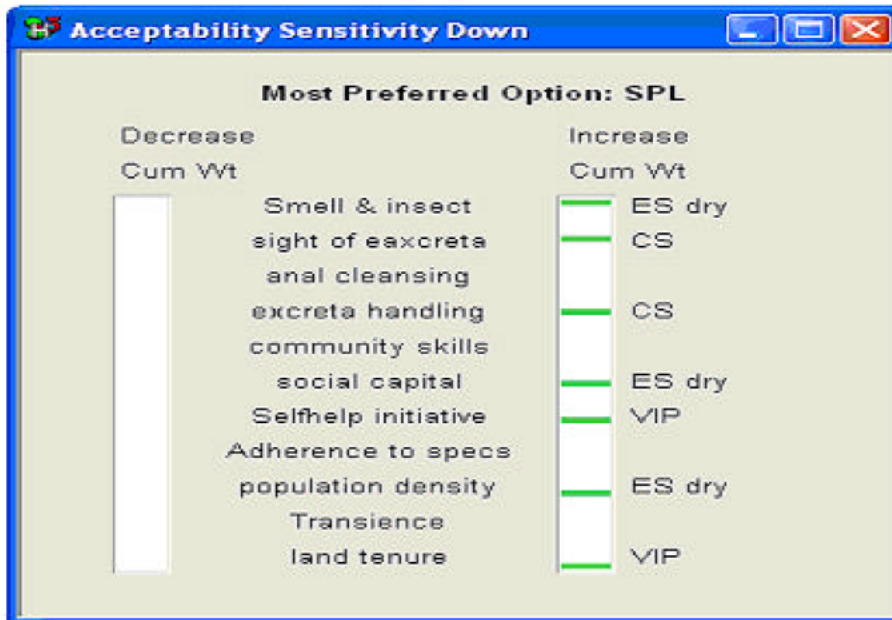 Acceptability Sensitivity Down
Most Preferred Option: SPL
Decrease Increase
Cum Wt Cum Wt
Smell & insect ES dry
sight of eaxcreta CS
anal cleansing
excreta handling CS
community skills
social capital ES dry
Selfhelp initiative VIP
Adherence to specs
population density ES dry
Transience
land tenure VIP